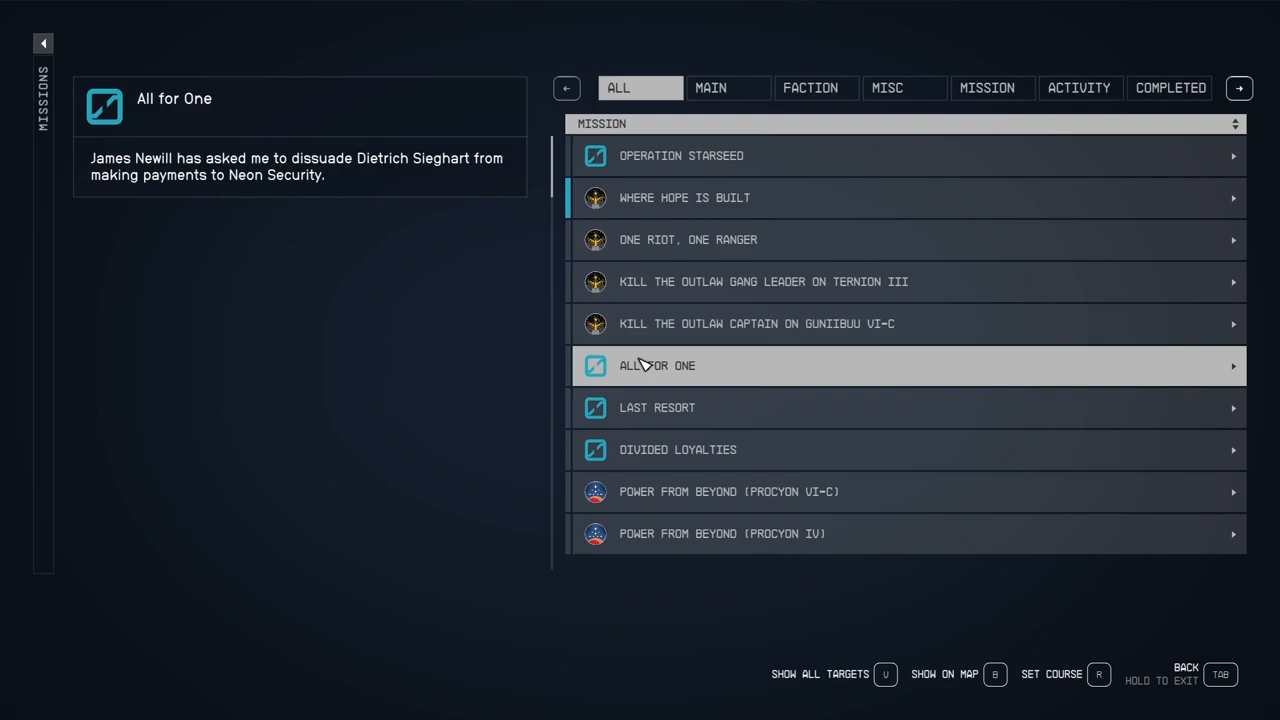 MISSIONS
All for One
James Newill has asked me to dissuade Dietrich Sieghart from
making payments to Neon Security.
ALL MAIN FACTION MISC MISSION ACTIVITY COMPLETED
MISSION
OPERATION STARSEED
WHERE HOPE IS BUILT
ONE RIOT, ONE RANGER
KILL THE OUTLAW GANG LEADER ON TERNION III
KILL THE OUTLAW CAPTAIN ON GUNIIBUU VI-C
ALL FOR ONE
LAST RESORT
DIVIDED LOYALTIES
POWER FROM BEYOND (PROCYON VI-C)
POWER FROM BEYOND (PROCYON IV)
SHOW ALL TARGETS V SHOW ON MAP B SET COURSE R BACK TAB
HOLD TO EXIT